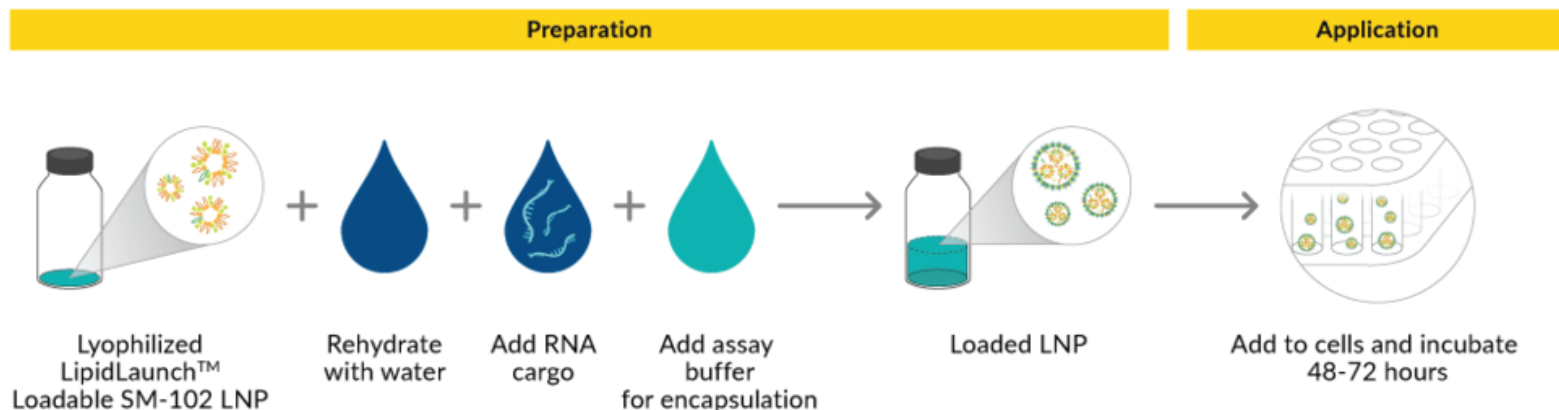 Preparation
Application
Lyophilized
LipidLaunch™
Loadable SM-102 LNP
Rehydrate
with water
Add RNA
cargo
Add assay
buffer
for encapsulation
Loaded LNP
Add to cells and incubate
48-72 hours